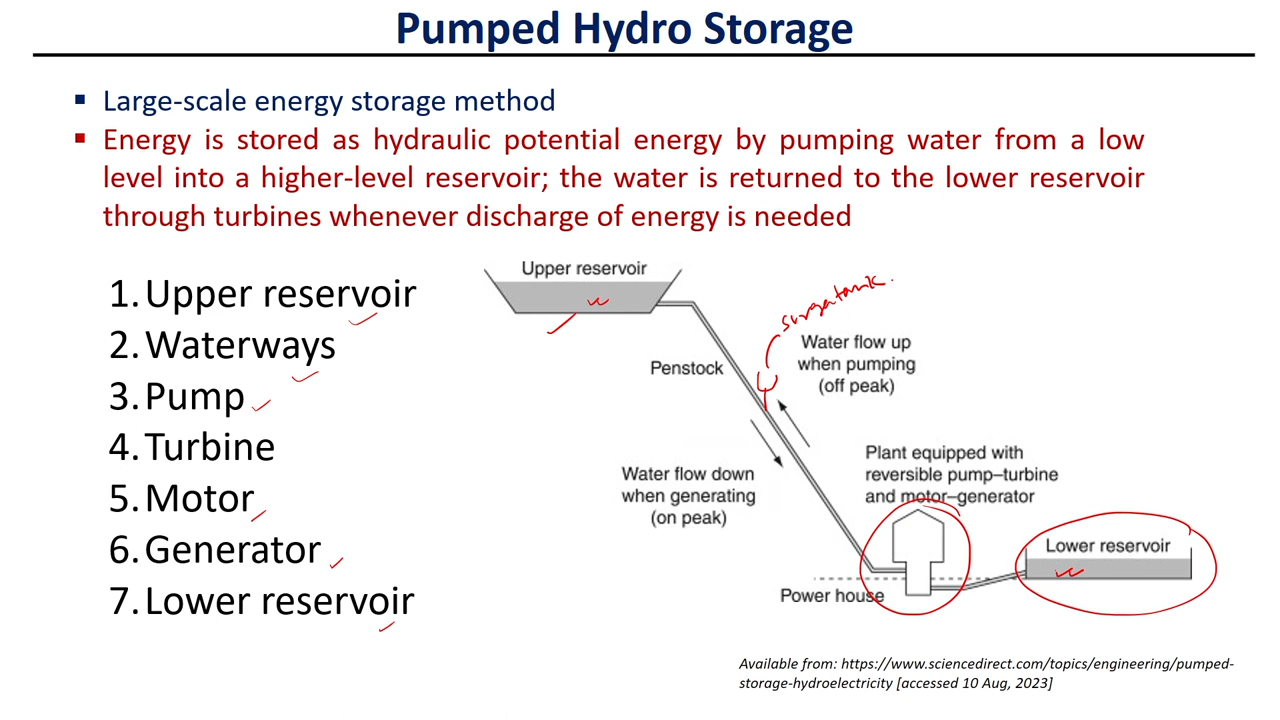 Pumped Hydro Storage
▪ Large-scale energy storage method
▪ Energy is stored as hydraulic potential energy by pumping water from a low
level into a higher-level reservoir; the water is returned to the lower reservoir
through turbines whenever discharge of energy is needed
1. Upper reservoir
2. Waterways
3. Pump
4. Turbine
5. Motor
6. Generator
7. Lower reservoir
Upper reservoir
surgetank.
Penstock
Water flow up
when pumping
(off peak)
Water flow down
when generating
(on peak)
Plant equipped with
reversible pump–turbine
and motor–generator
Lower reservoir
Power house
Available from: https://www.sciencedirect.com/topics/engineering/pumped-
storage-hydroelectricity [accessed 10 Aug, 2023]